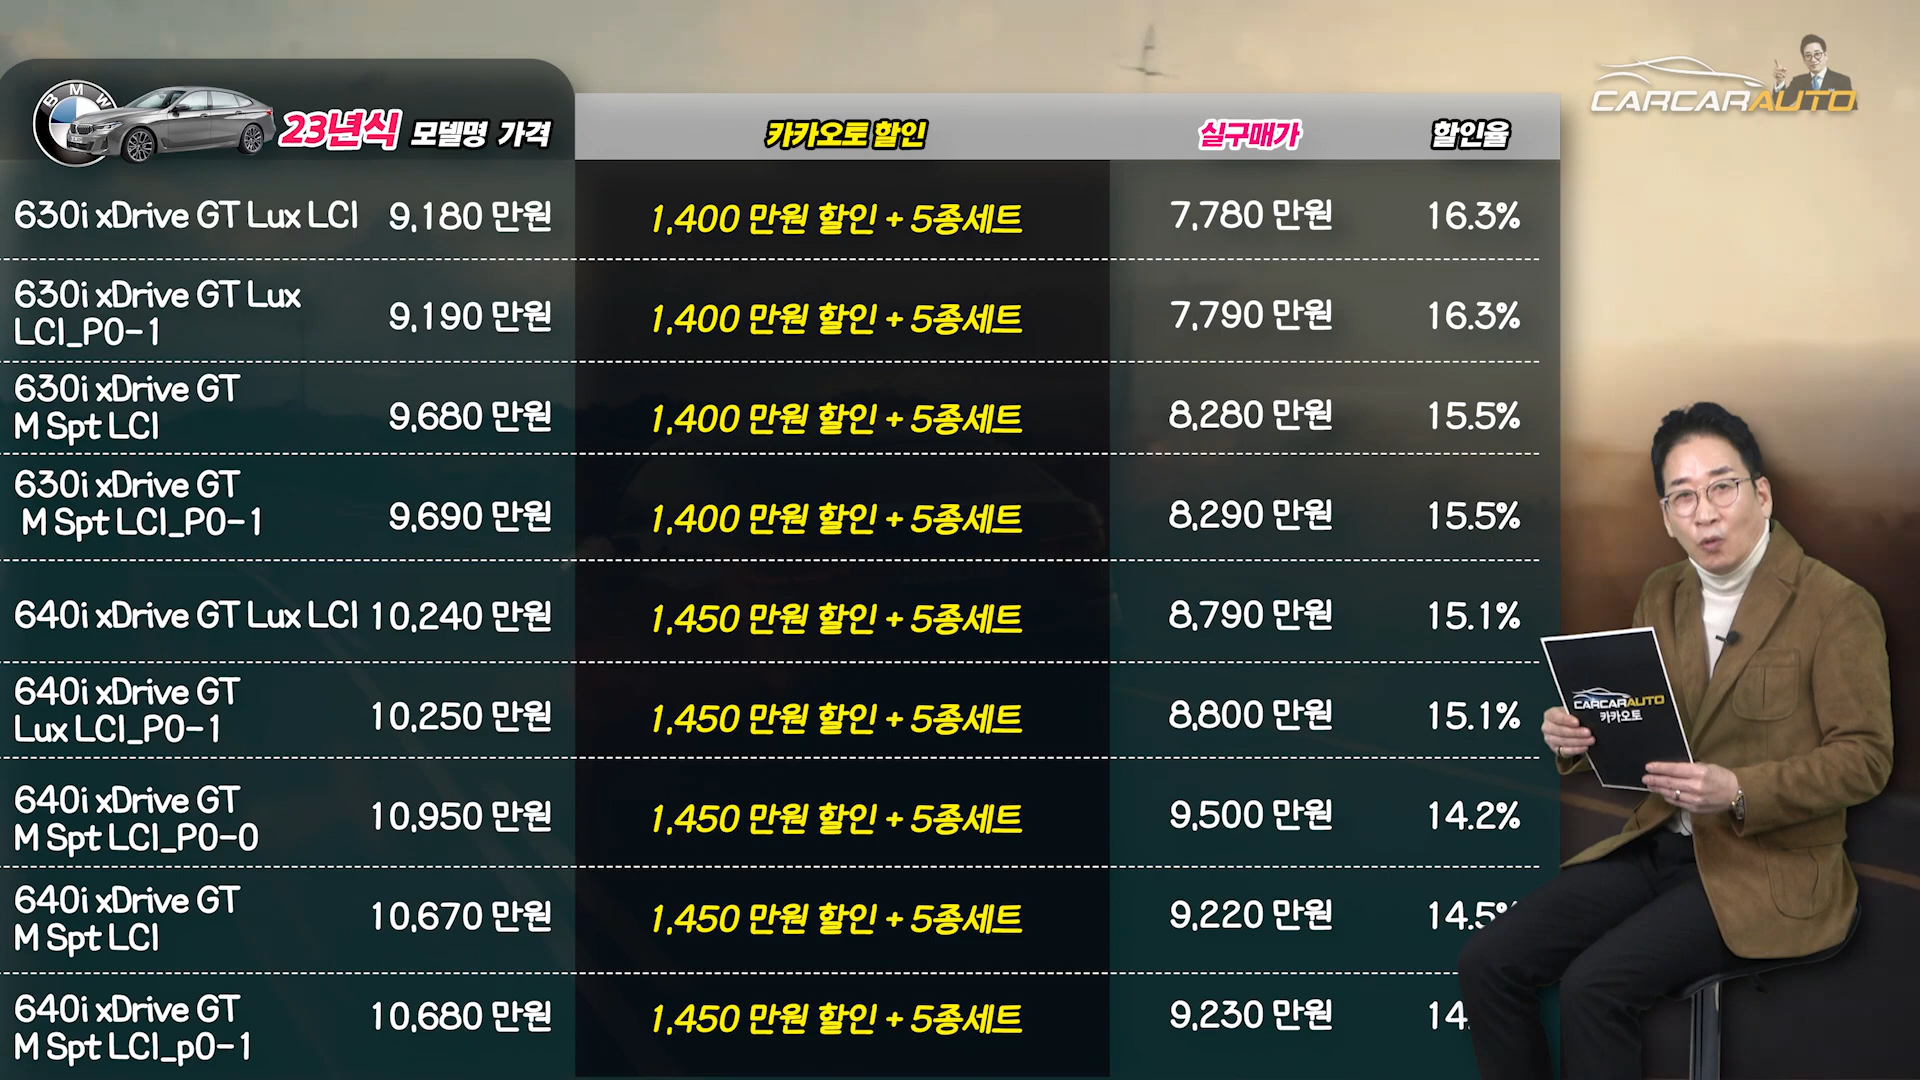 BMW
23년식 모델명 가격 카카오토 할인 실구매가 할인율
CARCARAUTO
630i xDrive GT Lux LCI 9,180 만원 1,400 만원 할인 + 5종세트 7,780 만원 16.3%
630i xDrive GT Lux
LCI_P0-1 9,190 만원 1,400 만원 할인 + 5종세트 7,790 만원 16.3%
630i xDrive GT
M Spt LCI 9,680 만원 1,400 만원 할인 + 5종세트 8,280 만원 15.5%
630i xDrive GT
M Spt LCI_P0-1 9,690 만원 1,400 만원 할인 + 5종세트 8,290 만원 15.5%
640i xDrive GT Lux LCI 10,240 만원 1,450 만원 할인 + 5종세트 8,790 만원 15.1%
640i xDrive GT
Lux LCI_P0-1 10,250 만원 1,450 만원 할인 + 5종세트 8,800 만원 15.1%
640i xDrive GT
M Spt LCI_P0-0 10,950 만원 1,450 만원 할인 + 5종세트 9,500 만원 14.2%
640i xDrive GT
M Spt LCI 10,670 만원 1,450 만원 할인 + 5종세트 9,220 만원 14.5%
640i xDrive GT
M Spt LCI_p0-1 10,680 만원 1,450 만원 할인 + 5종세트 9,230 만원
CARCARAUTO
카카오토